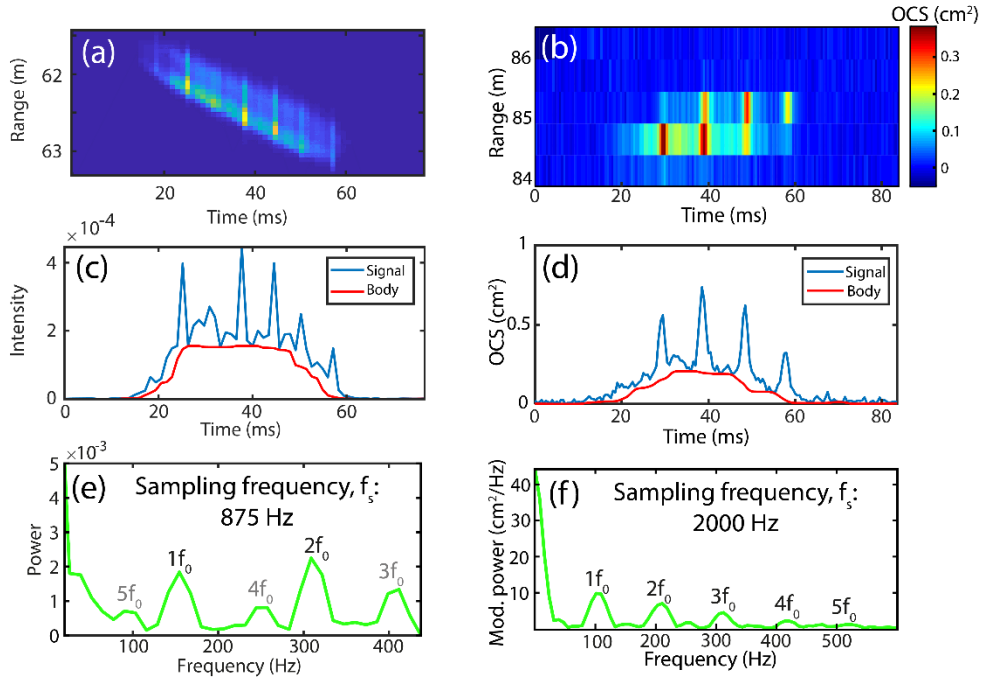 (a)
Range (m)
62
63
20
40
60
Time (ms)
(b)
Range (m)
86
85
84
0
20
40
60
80
Time (ms)
OCS (cm²)
0.3
0.2
0.1
0
(c)
× 10⁻⁴
Intensity
4
2
0
0
20
40
60
Time (ms)
Signal
Body
(d)
OCS (cm²)
1
0.5
0
0
20
40
60
80
Time (ms)
Signal
Body
(e)
×10⁻³
Power
5
4
3
2
1
0
Sampling frequency, fₛ:
875 Hz
5f₀
1f₀
4f₀
2f₀
3f₀
100
200
300
400
Frequency (Hz)
(f)
Mod. power (cm²/Hz)
40
30
20
10
Sampling frequency, fₛ:
2000 Hz
1f₀
2f₀
3f₀
4f₀
5f₀
100
200
300
400
500
Frequency (Hz)